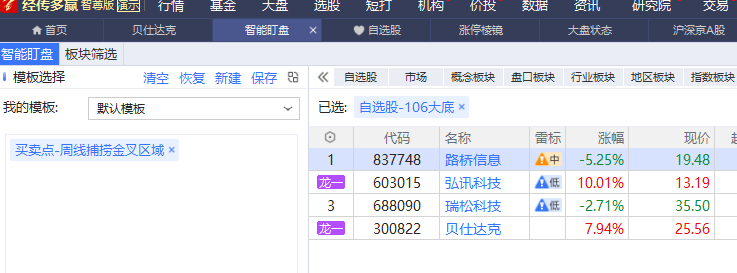 经传多赢 智尊版 演示 行情 基金 大盘 选股 短打 机构 价投 数据 资讯 研究院 交易
首页 贝仕达克 智能盯盘 × 自选股 涨停棱镜 大盘状态 沪深京A股
智能盯盘 板块筛选
模板选择 清空 恢复 新建 保存
自选股 市场 概念板块 盘口板块 行业板块 地区板块 指数板块
我的模板: 默认模板
已选: 自选股-106大底 ×
买卖点-周线捕捞金叉区域 ×
代码 名称 雷标 涨幅 现价
1 837748 路桥信息 中 -5.25% 19.48
龙一 603015 弘讯科技 低 10.01% 13.19
3 688090 瑞松科技 低 -2.71% 35.50
龙一 300822 贝仕达克 7.94% 25.56